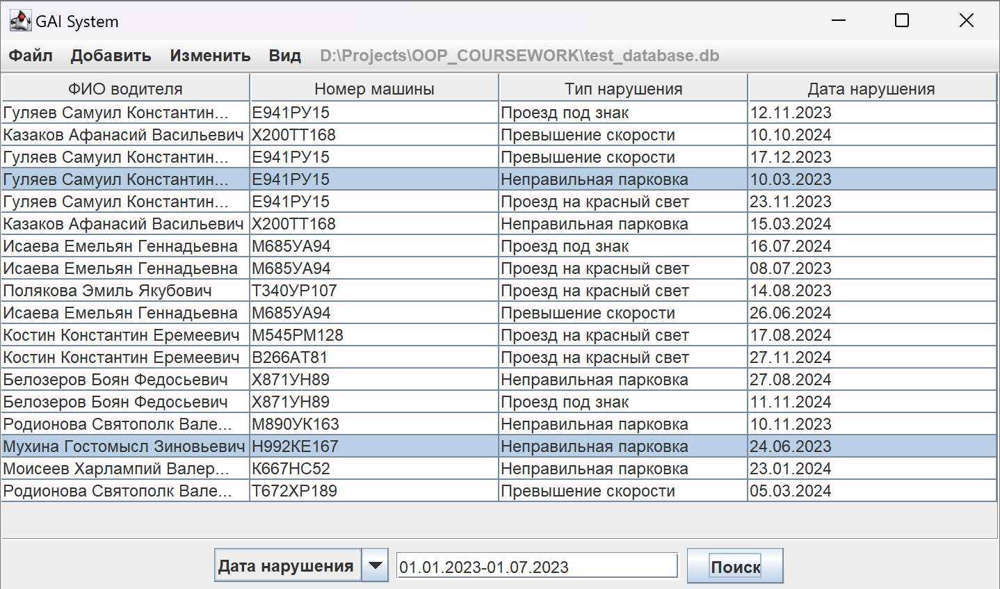 GAI System
Файл Добавить Изменить Вид D:\Projects\OOP_COURSEWORK\test_database.db
ФИО водителя Номер машины Тип нарушения Дата нарушения
Гуляев Самуил Константин... Е941РУ15 Проезд под знак 12.11.2023
Казаков Афанасий Васильевич Х200ТТ168 Превышение скорости 10.10.2024
Гуляев Самуил Константин... Е941РУ15 Превышение скорости 17.12.2023
Гуляев Самуил Константин... Е941РУ15 Неправильная парковка 10.03.2023
Гуляев Самуил Константин... Е941РУ15 Проезд на красный свет 23.11.2023
Казаков Афанасий Васильевич Х200ТТ168 Неправильная парковка 15.03.2024
Исаева Емельян Геннадьевна М685УА94 Проезд под знак 16.07.2024
Исаева Емельян Геннадьевна М685УА94 Проезд на красный свет 08.07.2023
Полякова Эмиль Якубович Т340УР107 Проезд на красный свет 14.08.2023
Исаева Емельян Геннадьевна М685УА94 Превышение скорости 26.06.2024
Костин Константин Еремеевич М545РМ128 Проезд на красный свет 17.08.2024
Костин Константин Еремеевич В266АТ81 Проезд на красный свет 27.11.2024
Белозеров Боян Федосьевич Х871УН89 Неправильная парковка 27.08.2024
Белозеров Боян Федосьевич Х871УН89 Проезд под знак 11.11.2024
Родионова Святополк Вале... М890УК163 Неправильная парковка 10.11.2023
Мухина Гостомысл Зиновьевич Н992КЕ167 Неправильная парковка 24.06.2023
Моисеев Харлампий Валер... К667НС52 Неправильная парковка 23.01.2024
Родионова Святополк Вале... Т672ХР189 Превышение скорости 05.03.2024
Дата нарушения 01.01.2023-01.07.2023 Поиск